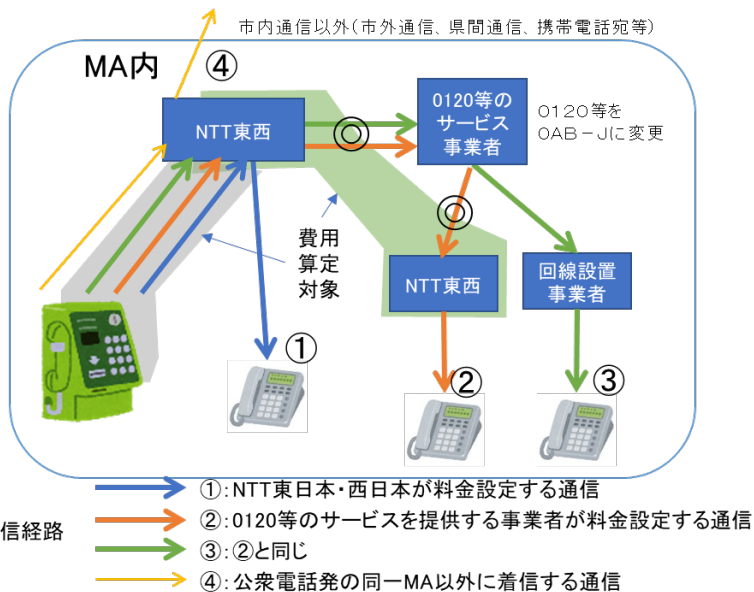 市内通信以外（市外通信、県間通信、携帯電話宛等）
MA内
④
NTT東西
0120等の
サービス
事業者
0120等を
0AB－Jに変更
◎
◎
費用
算定
対象
NTT東西
回線設置
事業者
①
②
③
信経路
①：NTT東日本・西日本が料金設定する通信
②：0120等のサービスを提供する事業者が料金設定する通信
③：②と同じ
④：公衆電話発の同一MA以外に着信する通信